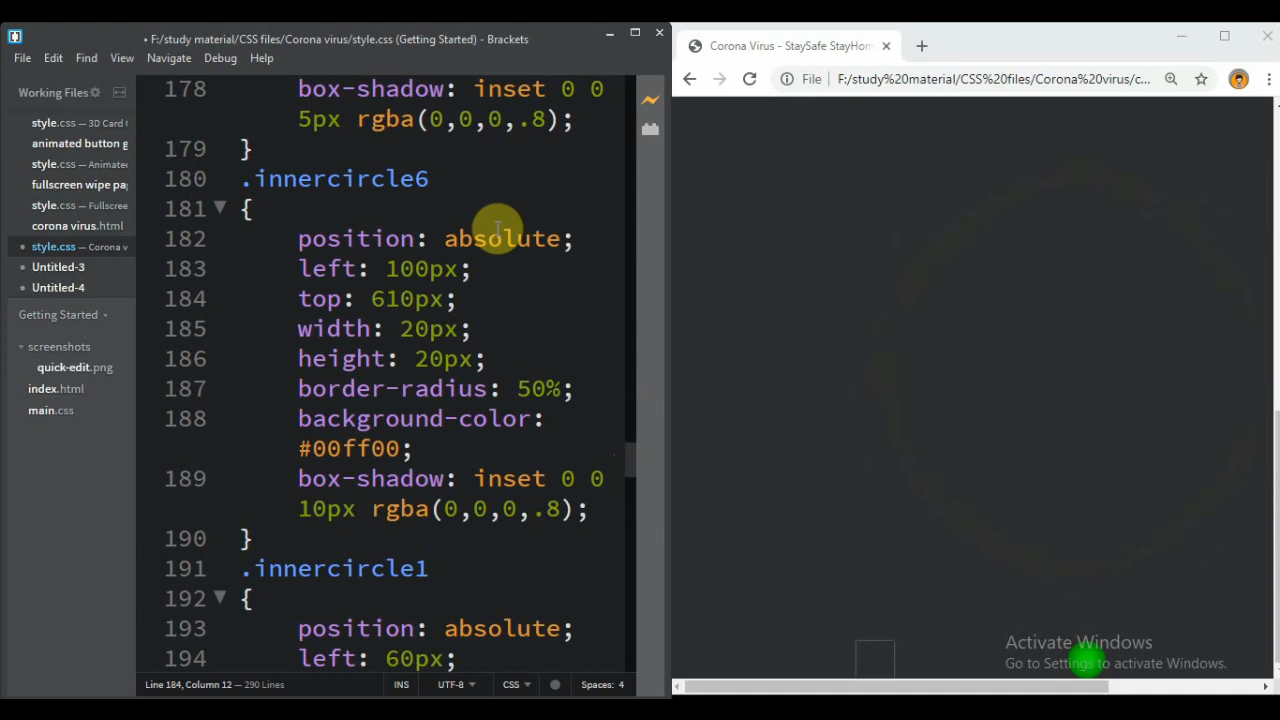 • F:/study material/CSS files/Corona virus/style.css (Getting Started) - Brackets
File Edit Find View Navigate Debug Help
Working Files
style.css — 3D Card
animated button g
style.css — Animate
fullscreen wipe pa
style.css — Fullscree
corona virus.html
style.css — Corona v
Untitled-3
Untitled-4
Getting Started
screenshots
quick-edit.png
index.html
main.css
178 box-shadow: inset 0 0
5px rgba(0,0,0,.8);
179 }
180 .innercircle6
181 {
182 position: absolute;
183 left: 100px;
184 top: 610px;
185 width: 20px;
186 height: 20px;
187 border-radius: 50%;
188 background-color:
#00ff00;
189 box-shadow: inset 0 0
10px rgba(0,0,0,.8);
190 }
191 .innercircle1
192 {
193 position: absolute;
194 left: 60px;
Line 184, Column 12 — 290 Lines
INS UTF-8 CSS Spaces: 4
Corona Virus - StaySafe StayHom
File F:/study%20material/CSS%20files/Corona%20virus/c...
Activate Windows
Go to Settings to activate Windows.